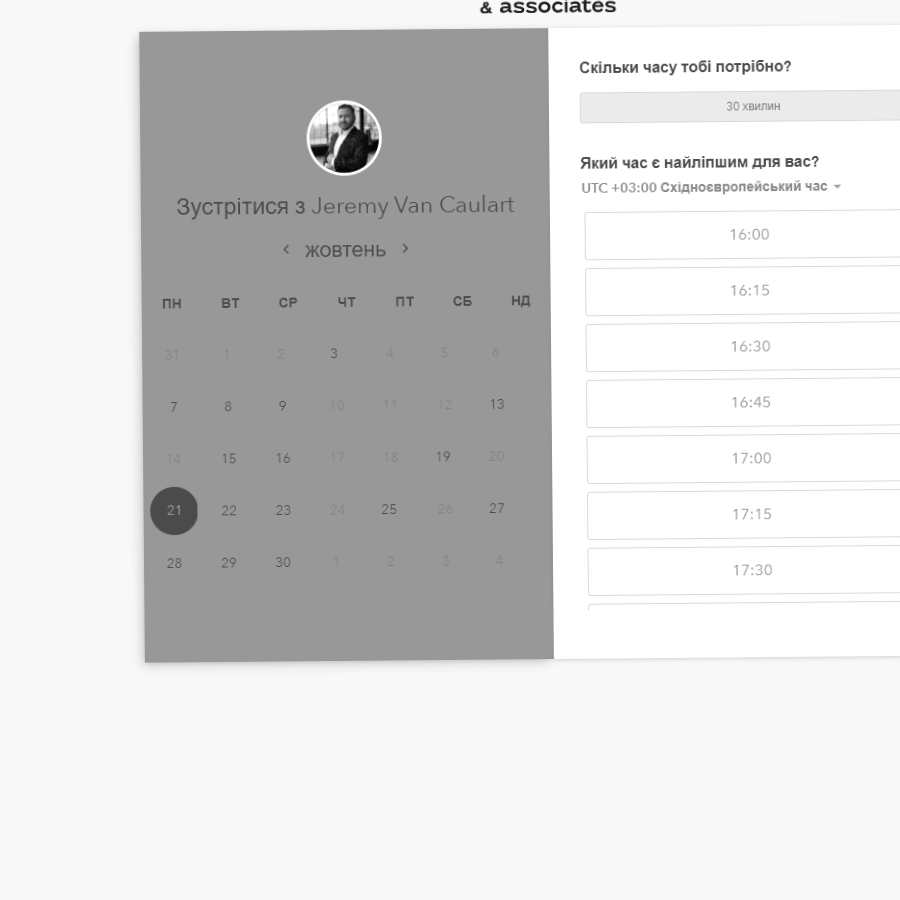 & associates
Зустрітися з Jeremy Van Caulart
жовтень
ПН ВТ СР ЧТ ПТ СБ НД
31 1 2 3 4 5 6
7 8 9 10 11 12 13
14 15 16 17 18 19 20
21 22 23 24 25 26 27
28 29 30 1 2 3 4
Скільки часу тобі потрібно?
30 хвилин
Який час є найліпшим для вас?
UTC +03:00 Східноєвропейський час
16:00
16:15
16:30
16:45
17:00
17:15
17:30